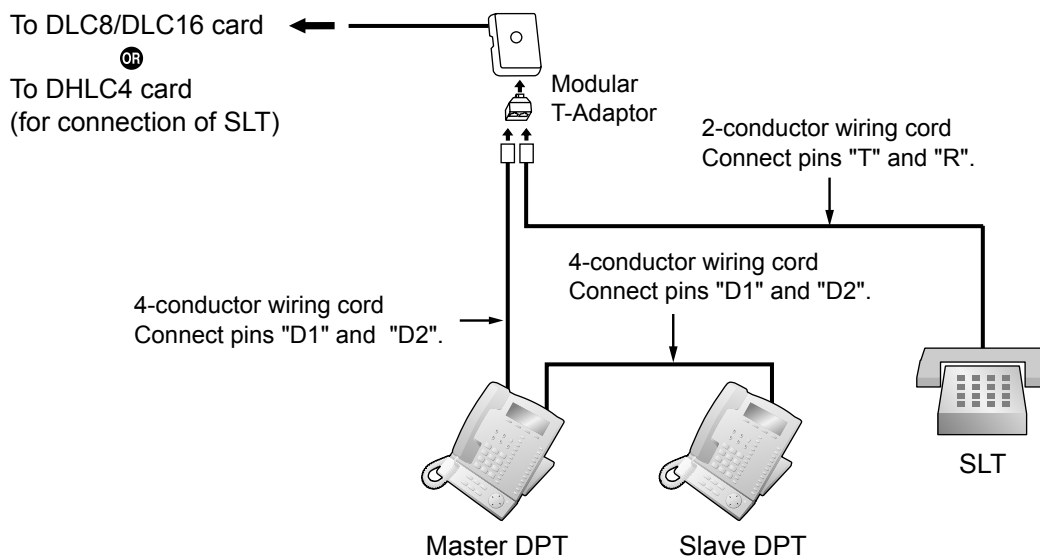 To DLC8/DLC16 card
OR
To DHLC4 card
(for connection of SLT)
Modular
T-Adaptor
2-conductor wiring cord
Connect pins "T" and "R".
4-conductor wiring cord
Connect pins "D1" and "D2".
4-conductor wiring cord
Connect pins "D1" and "D2".
SLT
Master DPT
Slave DPT